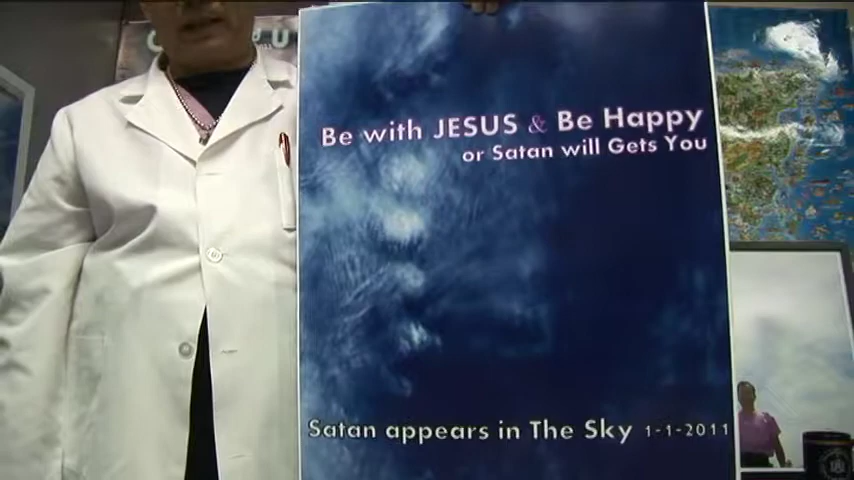 Be with JESUS & Be Happy
or Satan will Gets You
Satan appears in The Sky 1-1-2011